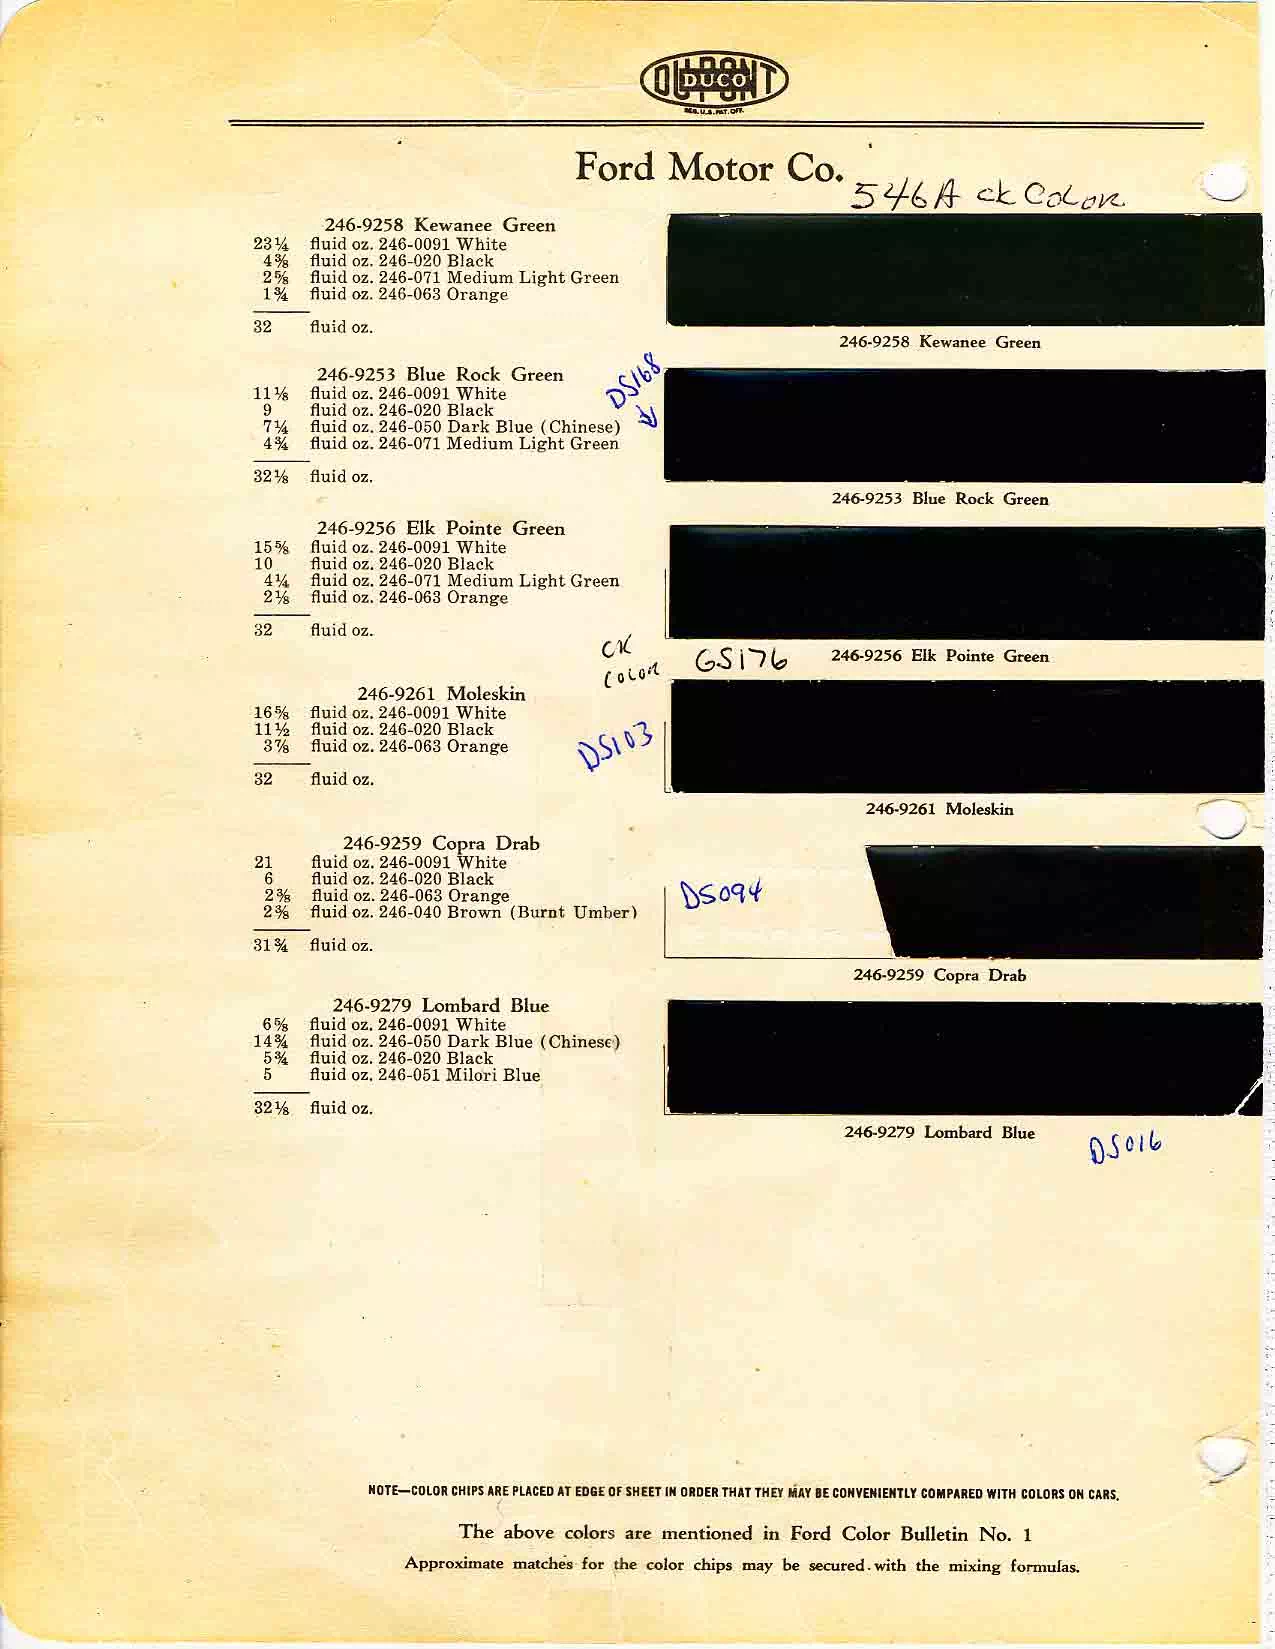 DUPONT
DUCO
REG. U.S. PAT. OFF.
Ford Motor Co.
546A ck Color
246-9258 Kewanee Green
23¼ fluid oz. 246-0091 White
4⅜ fluid oz. 246-020 Black
2⅝ fluid oz. 246-071 Medium Light Green
1¾ fluid oz. 246-063 Orange
32 fluid oz.
246-9258 Kewanee Green
246-9253 Blue Rock Green
DS168
11⅛ fluid oz. 246-0091 White
9 fluid oz. 246-020 Black
7¼ fluid oz. 246-050 Dark Blue (Chinese)
4¾ fluid oz. 246-071 Medium Light Green
32⅛ fluid oz.
246-9253 Blue Rock Green
246-9256 Elk Pointe Green
15⅝ fluid oz. 246-0091 White
10 fluid oz. 246-020 Black
4¼ fluid oz. 246-071 Medium Light Green
2⅛ fluid oz. 246-063 Orange
32 fluid oz.
CK
Color
GS176
246-9256 Elk Pointe Green
246-9261 Moleskin
16⅝ fluid oz. 246-0091 White
11½ fluid oz. 246-020 Black
3⅞ fluid oz. 246-063 Orange
DS103
32 fluid oz.
246-9261 Moleskin
246-9259 Copra Drab
21 fluid oz. 246-0091 White
6 fluid oz. 246-020 Black
2⅜ fluid oz. 246-063 Orange
2⅜ fluid oz. 246-040 Brown (Burnt Umber)
DS094
31¾ fluid oz.
246-9259 Copra Drab
246-9279 Lombard Blue
6⅝ fluid oz. 246-0091 White
14¾ fluid oz. 246-050 Dark Blue (Chinese)
5¾ fluid oz. 246-020 Black
5 fluid oz. 246-051 Milori Blue
32⅛ fluid oz.
246-9279 Lombard Blue
DS016
NOTE—COLOR CHIPS ARE PLACED AT EDGE OF SHEET IN ORDER THAT THEY MAY BE CONVENIENTLY COMPARED WITH COLORS ON CARS.
The above colors are mentioned in Ford Color Bulletin No. 1
Approximate matches for the color chips may be secured with the mixing formulas.